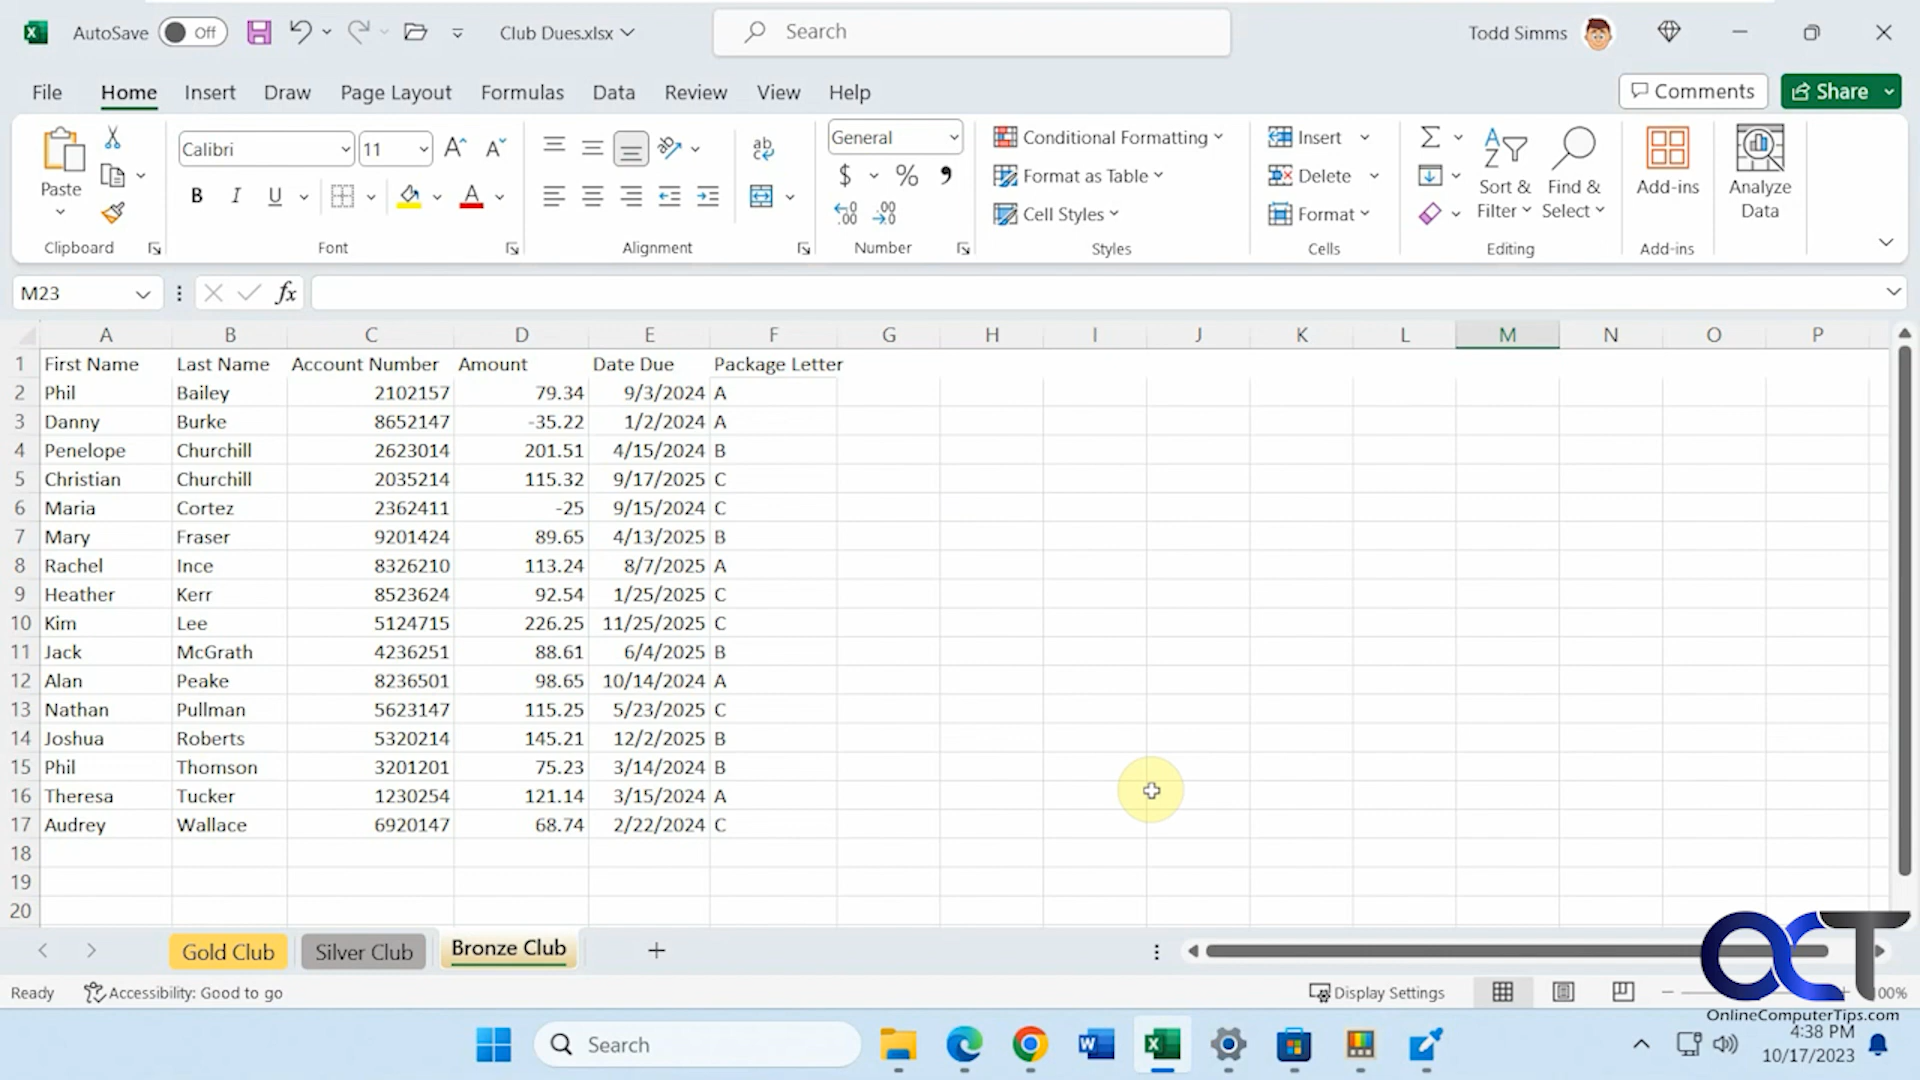 AutoSave Off Club Dues.xlsx Search Todd Simms
File Home Insert Draw Page Layout Formulas Data Review View Help Comments Share
Paste Calibri 11 B I U A General $ % Conditional Formatting Format as Table Cell Styles Insert Delete Format Sort & Filter Find & Select Add-ins Analyze Data
Clipboard Font Alignment Number Styles Cells Editing Add-ins
M23 fx
A B C D E F G H I J K L M N O P
1 First Name Last Name Account Number Amount Date Due Package Letter
2 Phil Bailey 2102157 79.34 9/3/2024 A
3 Danny Burke 8652147 -35.22 1/2/2024 A
4 Penelope Churchill 2623014 201.51 4/15/2024 B
5 Christian Churchill 2035214 115.32 9/17/2025 C
6 Maria Cortez 2362411 -25 9/15/2024 C
7 Mary Fraser 9201424 89.65 4/13/2025 B
8 Rachel Ince 8326210 113.24 8/7/2025 A
9 Heather Kerr 8523624 92.54 1/25/2025 C
10 Kim Lee 5124715 226.25 11/25/2025 C
11 Jack McGrath 4236251 88.61 6/4/2025 B
12 Alan Peake 8236501 98.65 10/14/2024 A
13 Nathan Pullman 5623147 115.25 5/23/2025 C
14 Joshua Roberts 5320214 145.21 12/2/2025 B
15 Phil Thomson 3201201 75.23 3/14/2024 B
16 Theresa Tucker 1230254 121.14 3/15/2024 A
17 Audrey Wallace 6920147 68.74 2/22/2024 C
18
19
20
Gold Club Silver Club Bronze Club
OCT
Ready Accessibility: Good to go Display Settings 100%
OnlineComputerTips.com
Search 4:38 PM
10/17/2023